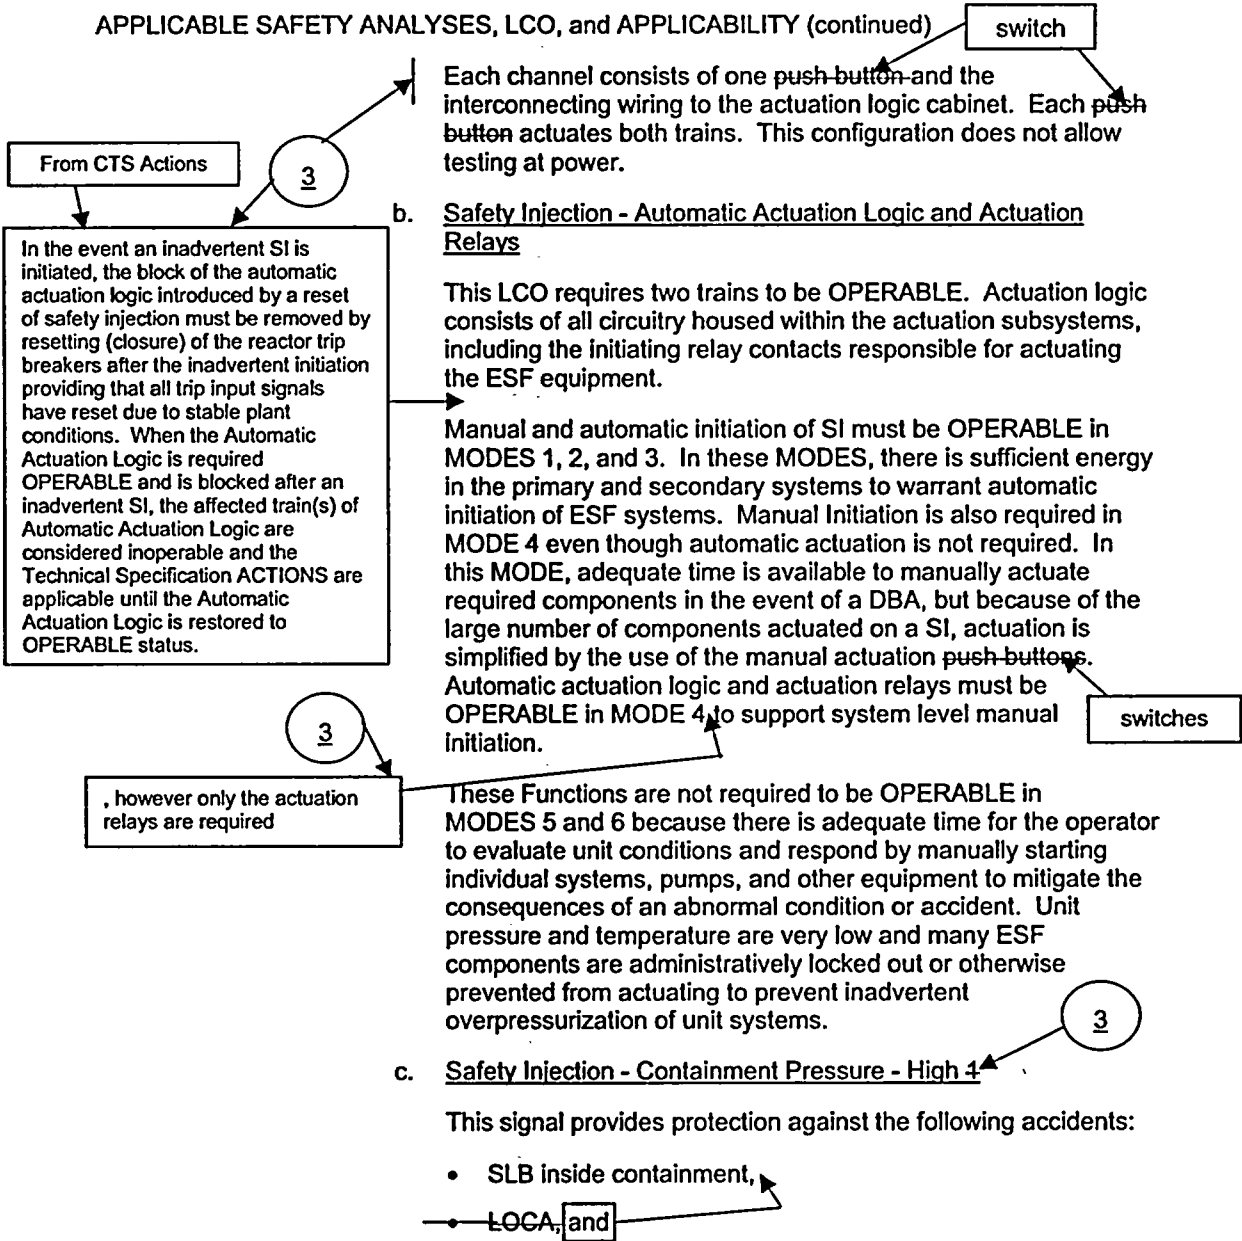 APPLICABLE SAFETY ANALYSES, LCO, and APPLICABILITY (continued)
switch
Each channel consists of one push button and the
interconnecting wiring to the actuation logic cabinet. Each push
button actuates both trains. This configuration does not allow
testing at power.
From CTS Actions
3
b. Safety Injection - Automatic Actuation Logic and Actuation
Relays
In the event an inadvertent SI is
initiated, the block of the automatic
actuation logic introduced by a reset
of safety injection must be removed by
resetting (closure) of the reactor trip
breakers after the inadvertent initiation
providing that all trip input signals
have reset due to stable plant
conditions. When the Automatic
Actuation Logic is required
OPERABLE and is blocked after an
inadvertent SI, the affected train(s) of
Automatic Actuation Logic are
considered inoperable and the
Technical Specification ACTIONS are
applicable until the Automatic
Actuation Logic is restored to
OPERABLE status.
This LCO requires two trains to be OPERABLE. Actuation logic
consists of all circuitry housed within the actuation subsystems,
including the initiating relay contacts responsible for actuating
the ESF equipment.
Manual and automatic initiation of SI must be OPERABLE in
MODES 1, 2, and 3. In these MODES, there is sufficient energy
in the primary and secondary systems to warrant automatic
initiation of ESF systems. Manual Initiation is also required in
MODE 4 even though automatic actuation is not required. In
this MODE, adequate time is available to manually actuate
required components in the event of a DBA, but because of the
large number of components actuated on a SI, actuation is
simplified by the use of the manual actuation push buttons.
Automatic actuation logic and actuation relays must be
OPERABLE in MODE 4 to support system level manual
initiation.
switches
3
, however only the actuation
relays are required
These Functions are not required to be OPERABLE in
MODES 5 and 6 because there is adequate time for the operator
to evaluate unit conditions and respond by manually starting
individual systems, pumps, and other equipment to mitigate the
consequences of an abnormal condition or accident. Unit
pressure and temperature are very low and many ESF
components are administratively locked out or otherwise
prevented from actuating to prevent inadvertent
overpressurization of unit systems.
3
c. Safety Injection - Containment Pressure - High 1
This signal provides protection against the following accidents:
• SLB inside containment,
• LOCA, and